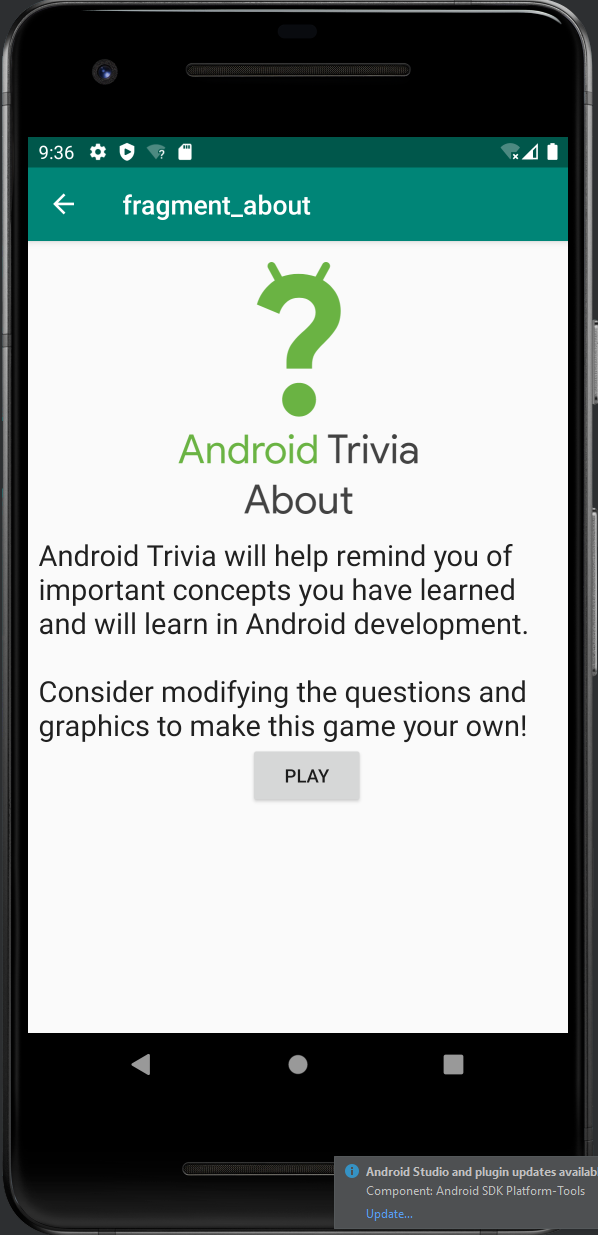 9:36
fragment_about
Android Trivia
About
Android Trivia will help remind you of
important concepts you have learned
and will learn in Android development.
Consider modifying the questions and
graphics to make this game your own!
PLAY
Android Studio and plugin updates availab
Component: Android SDK Platform-Tools
Update...